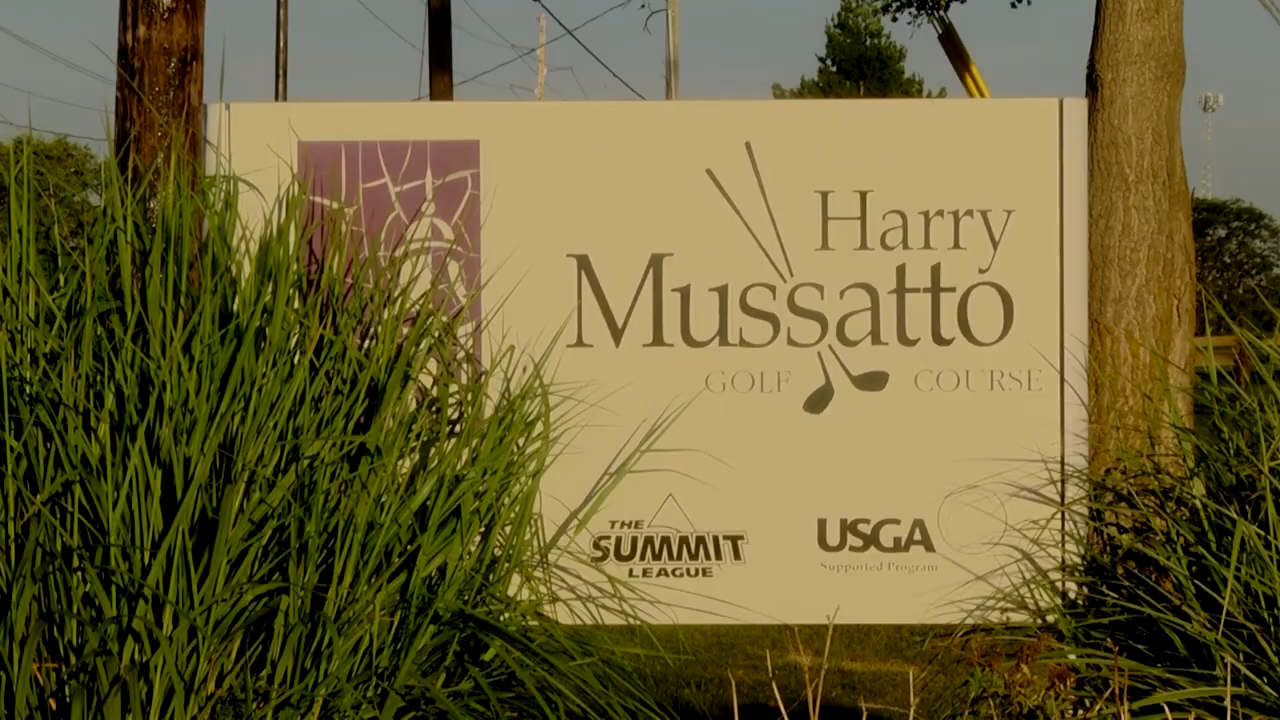 Harry
Mussatto
GOLF COURSE
THE
SUMMIT
LEAGUE
USGA
Supported Program